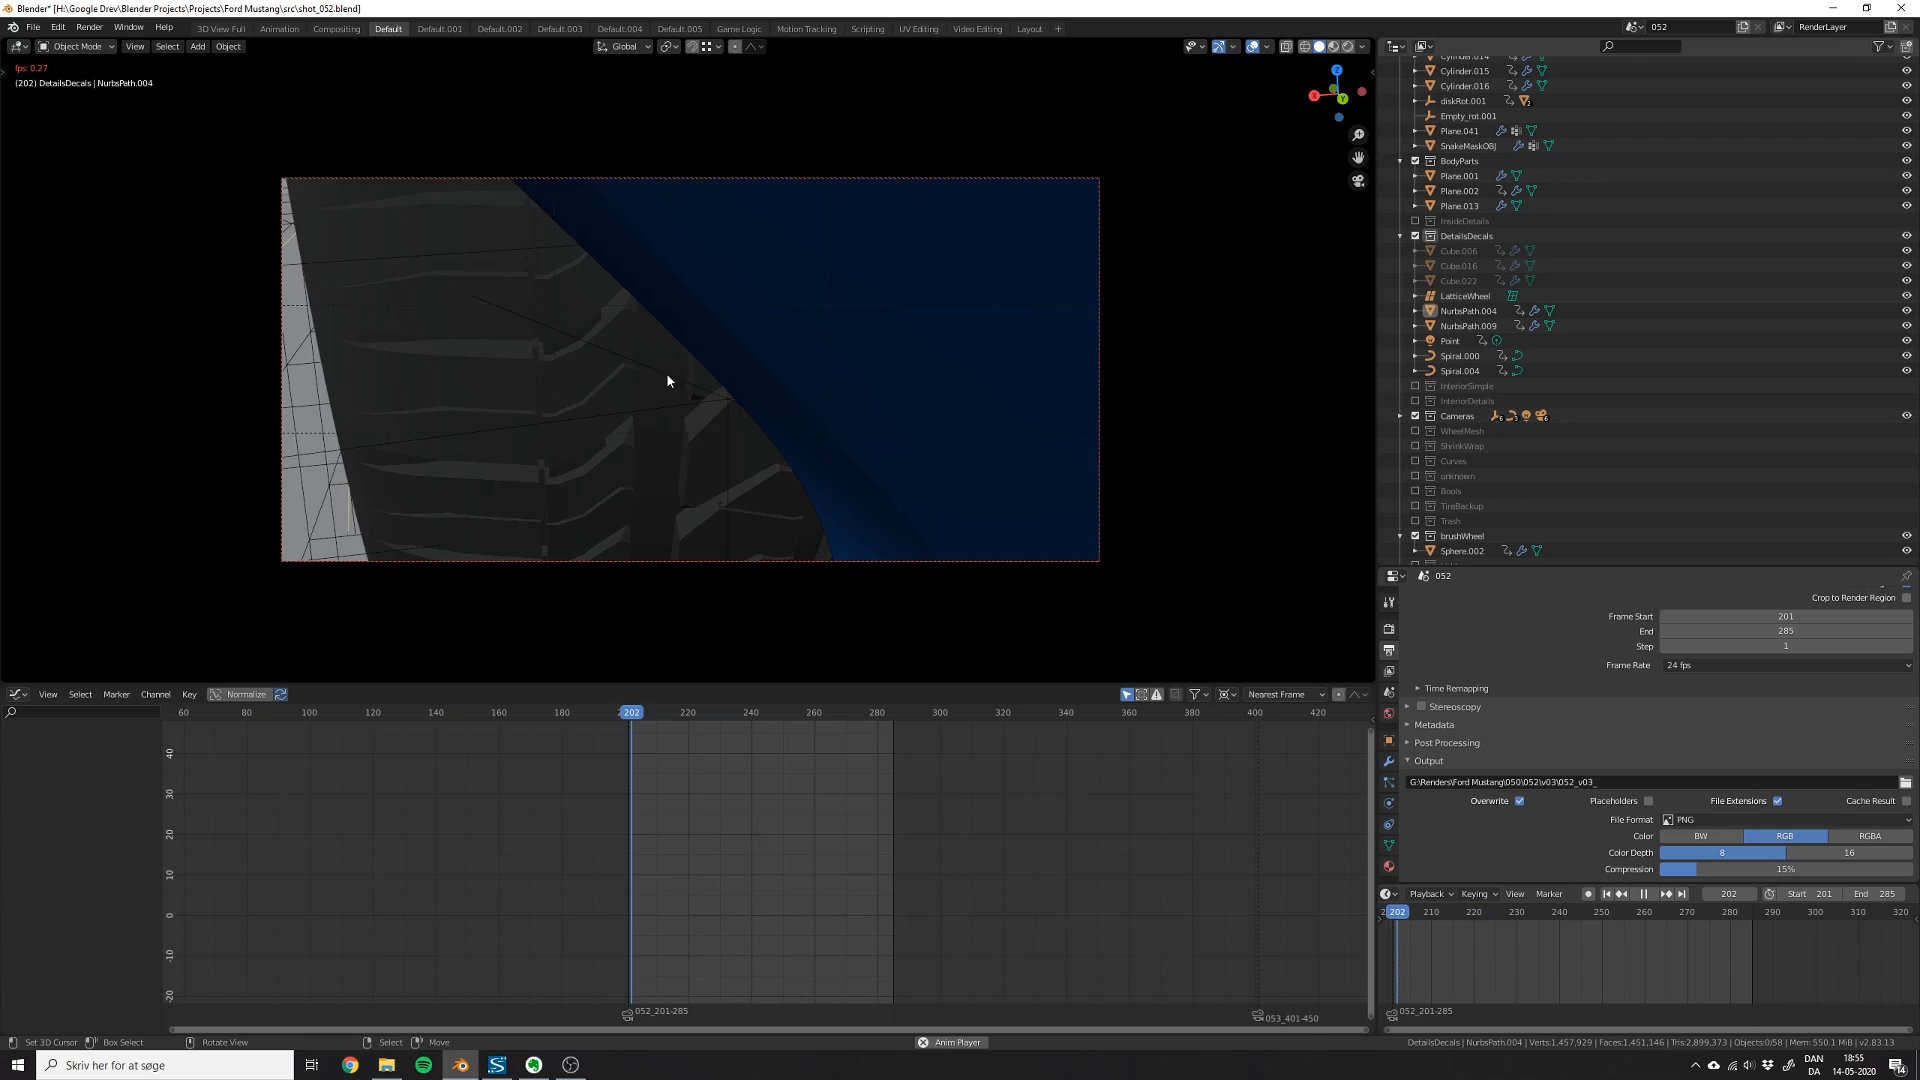 Blender* [H:\Google Drev\Blender Projects\Projects\Ford Mustang\src\shot_052.blend]
File Edit Render Window Help 3D View Full Animation Compositing Default Default.001 Default.002 Default.003 Default.004 Default.005 Game Logic Motion Tracking Scripting UV Editing Video Editing Layout + 052 RenderLayer
Object Mode View Select Add Object Global
fps: 0.27
(202) DetailsDecals | NurbsPath.004
Z
X
Y
Cylinder.014
Cylinder.015
Cylinder.016
diskRot.001 2
Empty_rot.001
Plane.041
SnakeMaskOBJ
BodyParts
Plane.001
Plane.002
Plane.013
InsideDetails
DetailsDecals
Cube.006
Cube.016
Cube.022
LatticeWheel
NurbsPath.004
NurbsPath.009
Point
Spiral.000
Spiral.004
InteriorSimple
InteriorDetails
Cameras 6 3 6
WheelMesh
ShrinkWrap
Curves
unknown
Bools
TireBackup
Trash
brushWheel
Sphere.002
052
Crop to Render Region
Frame Start 201
End 285
Step 1
Frame Rate 24 fps
Time Remapping
Stereoscopy
Metadata
Post Processing
Output
G:\Renders\Ford Mustang\050\052\v03\052_v03_
Overwrite Placeholders File Extensions Cache Result
File Format PNG
Color BW RGB RGBA
Color Depth 8 16
Compression 15%
View Select Marker Channel Key Normalize Nearest Frame
60 80 100 120 140 160 180 202 220 240 260 280 300 320 340 360 380 400 420
40
30
20
10
0
-10
-20
052_201-285
053_401-450
Playback Keying View Marker 202 Start 201 End 285
202 210 220 230 240 250 260 270 280 290 300 310 320
052_201-285
Set 3D Cursor Box Select Rotate View Select Move Anim Player DetailsDecals | NurbsPath.004 | Verts:1,457,929 | Faces:1,451,146 | Tris:2,899,373 | Objects:0/58 | Mem: 550.1 MiB | v2.83.13
Skriv her for at søge
DAN
DA
18:55
14-05-2020
14